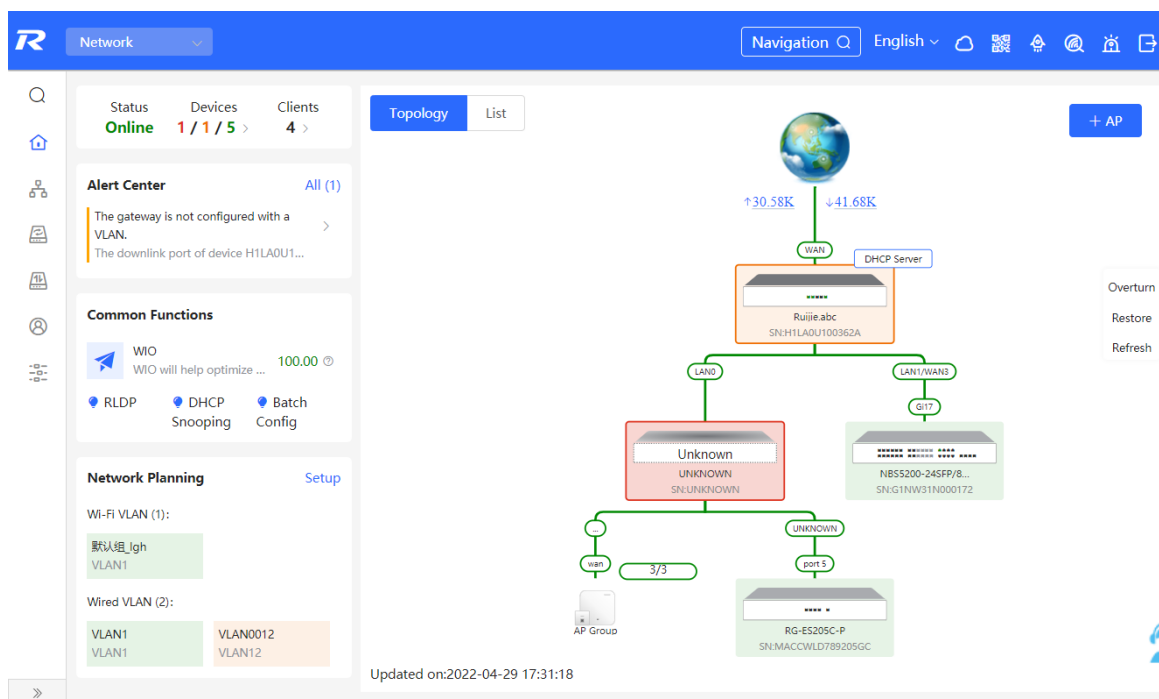 Network
Navigation
English
Status
Devices
Clients
Online
1 / 1 / 5
4
Alert Center
All (1)
The gateway is not configured with a
VLAN.
The downlink port of device H1LA0U1...
Common Functions
WIO
WIO will help optimize ...
100.00
RLDP
DHCP
Snooping
Batch
Config
Network Planning
Setup
Wi-Fi VLAN (1):
默认组_lgh
VLAN1
Wired VLAN (2):
VLAN1
VLAN1
VLAN0012
VLAN12
Topology
List
+ AP
↑30.58K
↓41.68K
WAN
DHCP Server
Ruijie.abc
SN:H1LA0U100362A
Overturn
Restore
Refresh
LAN0
LAN1/WAN3
Gi17
Unknown
UNKNOWN
SN:UNKNOWN
NBS5200-24SFP/8...
SN:G1NW31N000172
...
UNKNOWN
wan
3/3
port 5
AP Group
RG-ES205C-P
SN:MACCWLD789205GC
Updated on:2022-04-29 17:31:18